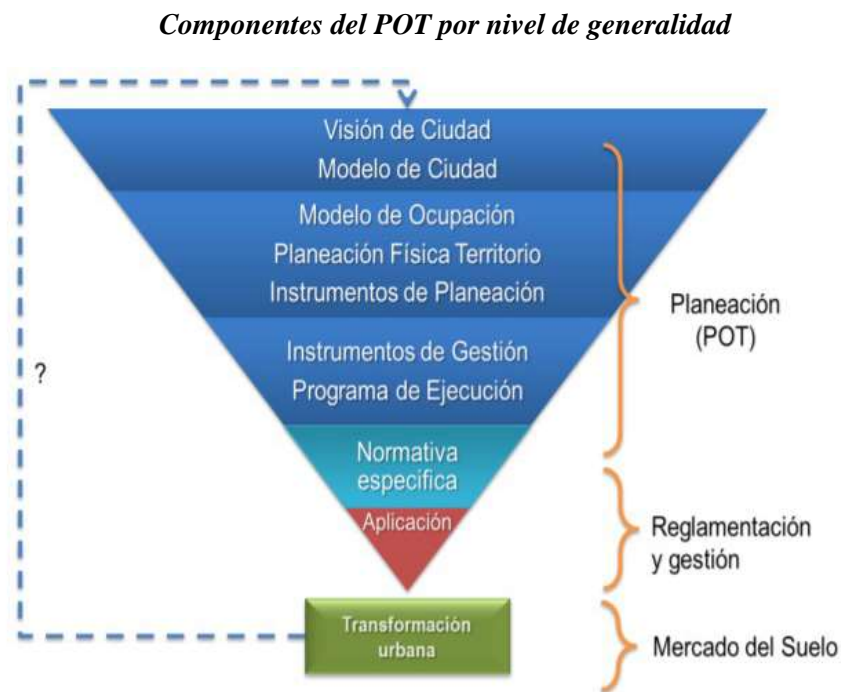 Componentes del POT por nivel de generalidad
Visión de Ciudad
Modelo de Ciudad
Modelo de Ocupación
Planeación Física Territorio
Instrumentos de Planeación
Planeación
(POT)
?
Instrumentos de Gestión
Programa de Ejecución
Normativa
especifica
Aplicación
Reglamentación
y gestión
Transformación
urbana
Mercado del Suelo